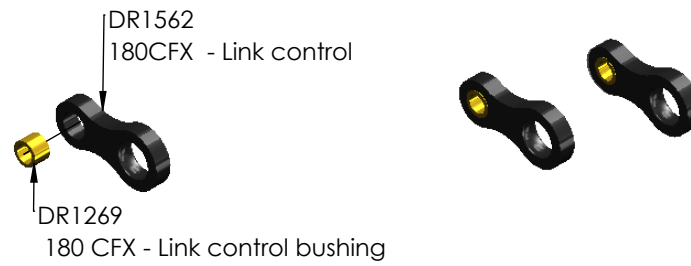 DR1562
180CFX - Link control
DR1269
180 CFX - Link control bushing